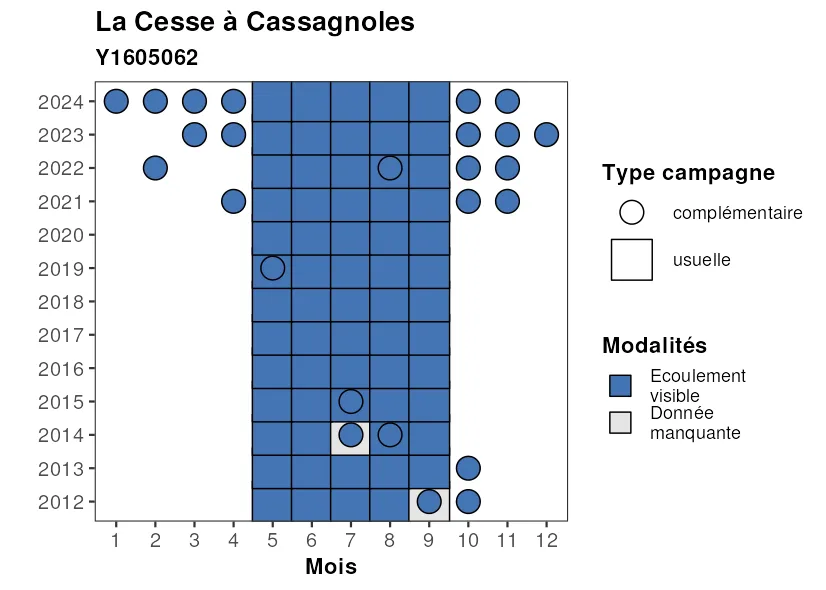 La Cesse à Cassagnoles
Y1605062
2024
2023
2022
2021
2020
2019
2018
2017
2016
2015
2014
2013
2012
1 2 3 4 5 6 7 8 9 10 11 12
Mois
Type campagne
complémentaire
usuelle
Modalités
Ecoulement
visible
Donnée
manquante